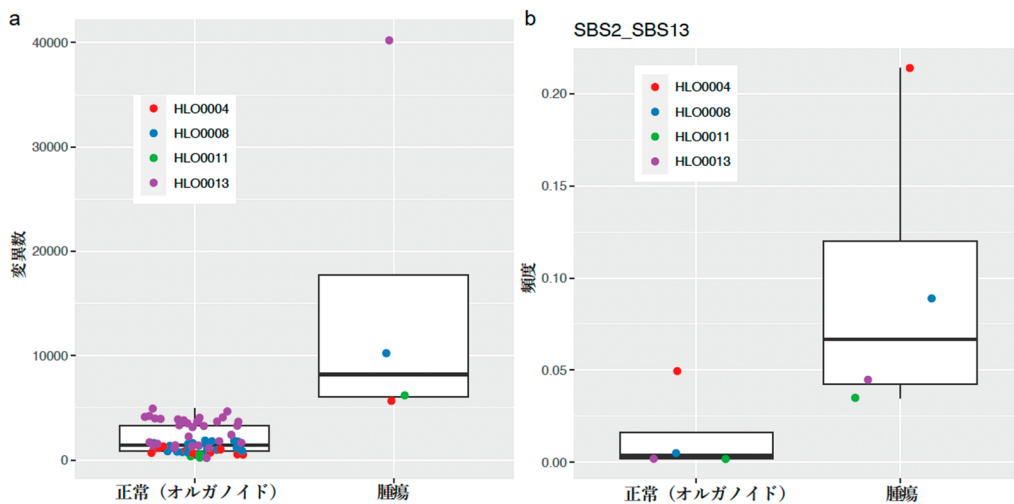 a
変異数
40000
30000
20000
10000
0
HLO0004
HLO0008
HLO0011
HLO0013
正常（オルガノイド）
腫瘍
b
SBS2_SBS13
頻度
0.20
0.15
0.10
0.05
0.00
HLO0004
HLO0008
HLO0011
HLO0013
正常（オルガノイド）
腫瘍